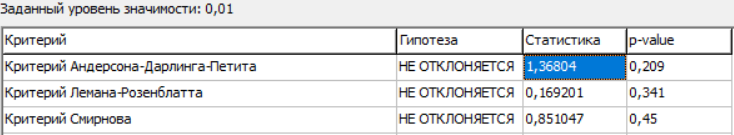 Заданный уровень значимости: 0,01
Критерий Гипотеза Статистика p-value
Критерий Андерсона-Дарлинга-Петита НЕ ОТКЛОНЯЕТСЯ 1,36804 0,209
Критерий Лемана-Розенблатта НЕ ОТКЛОНЯЕТСЯ 0,169201 0,341
Критерий Смирнова НЕ ОТКЛОНЯЕТСЯ 0,851047 0,45